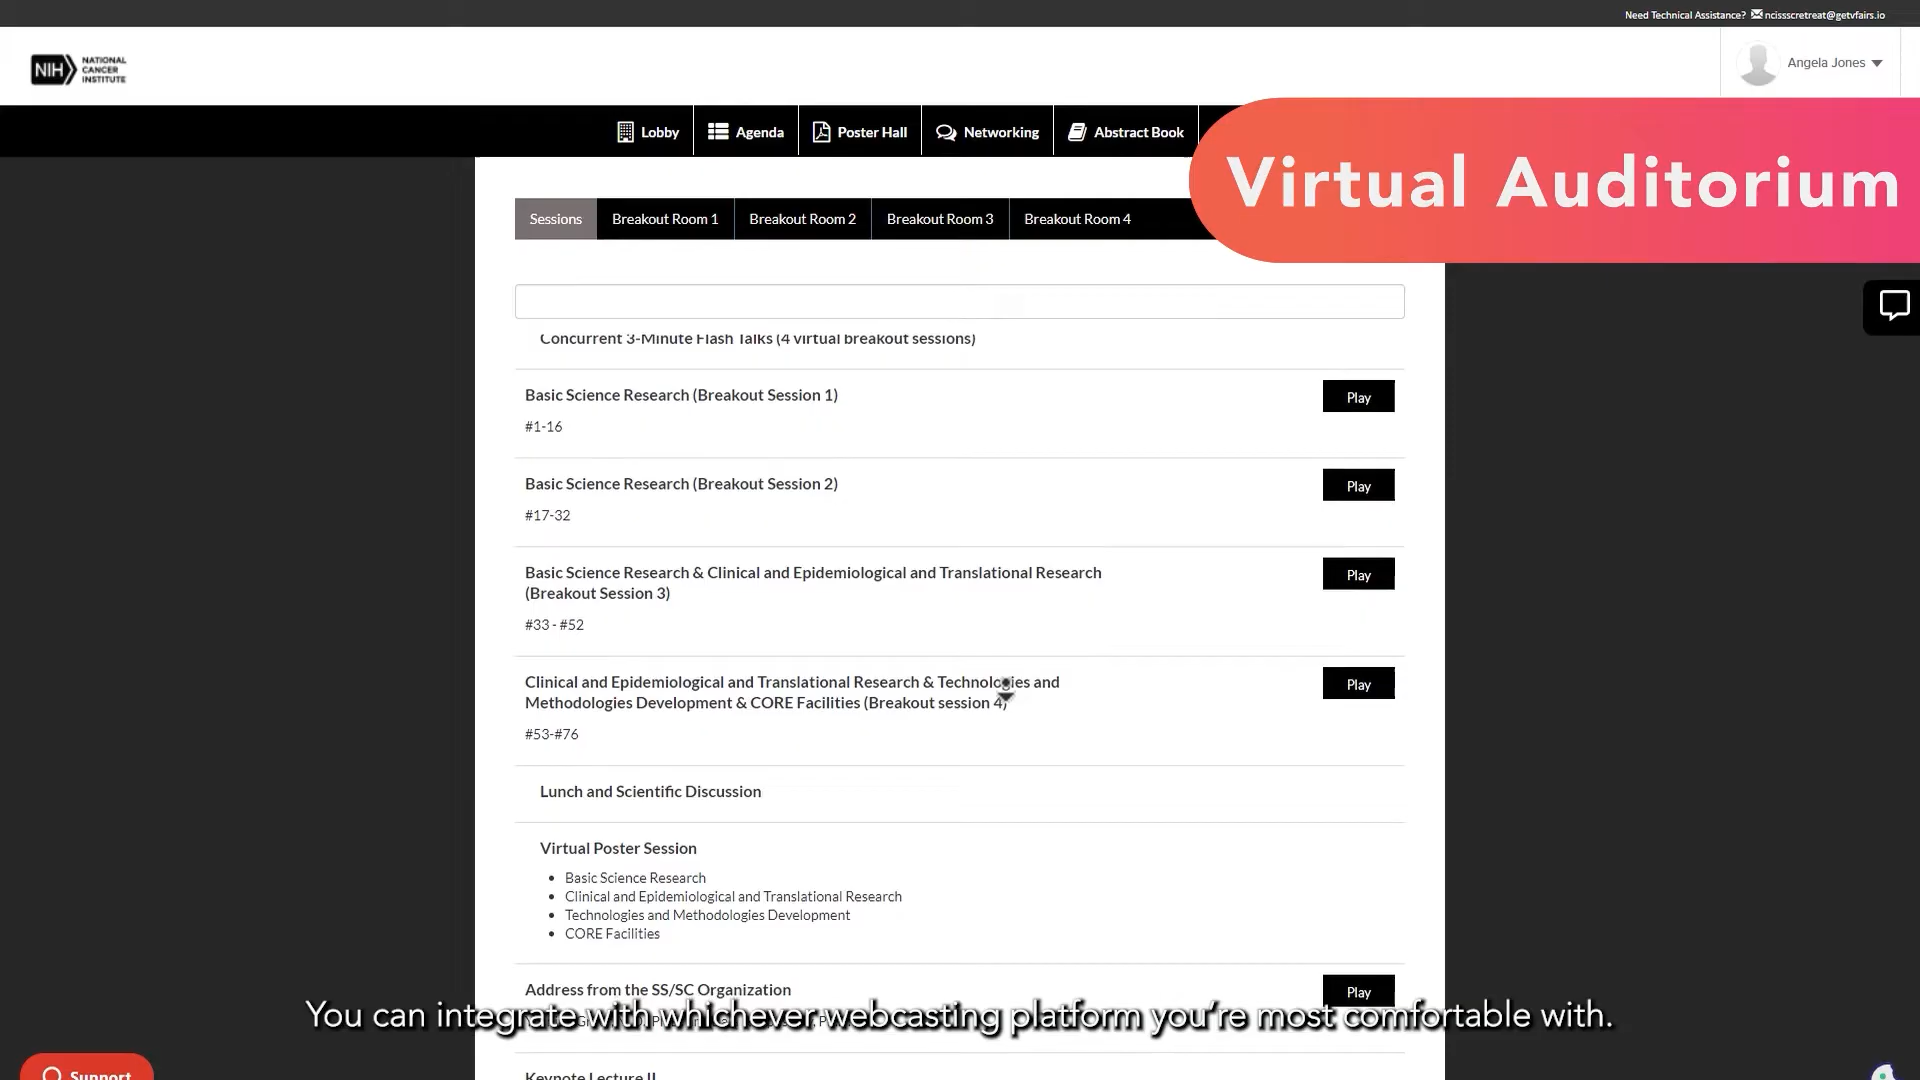 Need Technical Assistance? ncissscretreat@getvfairs.io
NIH NATIONAL CANCER INSTITUTE
Angela Jones
Lobby Agenda Poster Hall Networking Abstract Book
Virtual Auditorium
Sessions Breakout Room 1 Breakout Room 2 Breakout Room 3 Breakout Room 4
Concurrent 3-Minute Flash Talks (4 virtual breakout sessions)
Basic Science Research (Breakout Session 1)
Play
#1-16
Basic Science Research (Breakout Session 2)
Play
#17-32
Basic Science Research & Clinical and Epidemiological and Translational Research
(Breakout Session 3)
Play
#33 - #52
Clinical and Epidemiological and Translational Research & Technologies and
Methodologies Development & CORE Facilities (Breakout session 4)
Play
#53-#76
Lunch and Scientific Discussion
Virtual Poster Session
Basic Science Research
Clinical and Epidemiological and Translational Research
Technologies and Methodologies Development
CORE Facilities
Address from the SS/SC Organization
Play
You can integrate with whichever webcasting platform you're most comfortable with.
Support
Keynote Lecture II